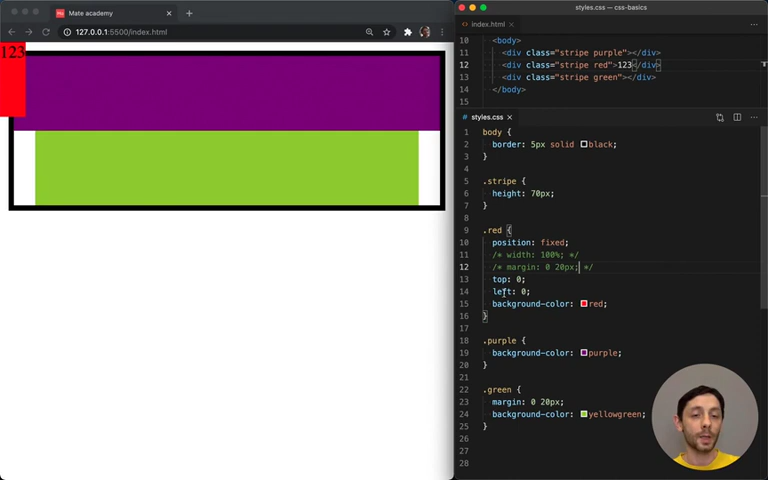 Mate academy
127.0.0.1:5500/index.html
123
styles.css — css-basics
index.html
10 <body>
11 <div class="stripe purple"></div>
12 <div class="stripe red">123</div>
13 <div class="stripe green"></div>
14 </body>
15
# styles.css
1 body {
2 border: 5px solid black;
3 }
4
5 .stripe {
6 height: 70px;
7 }
8
9 .red {
10 position: fixed;
11 /* width: 100%; */
12 /* margin: 0 20px; */
13 top: 0;
14 left: 0;
15 background-color: red;
16 }
17
18 .purple {
19 background-color: purple;
20 }
21
22 .green {
23 margin: 0 20px;
24 background-color: yellowgreen;
25 }
26
27
28